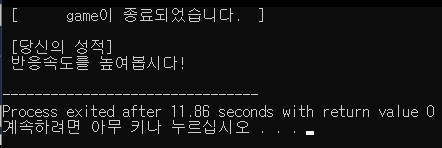 [     game이 종료되었습니다.  ]
[당신의 성적]
반응속도를 높여봅시다!
--------------------------------
Process exited after 11.86 seconds with return value 0
계속하려면 아무 키나 누르십시오 . . .